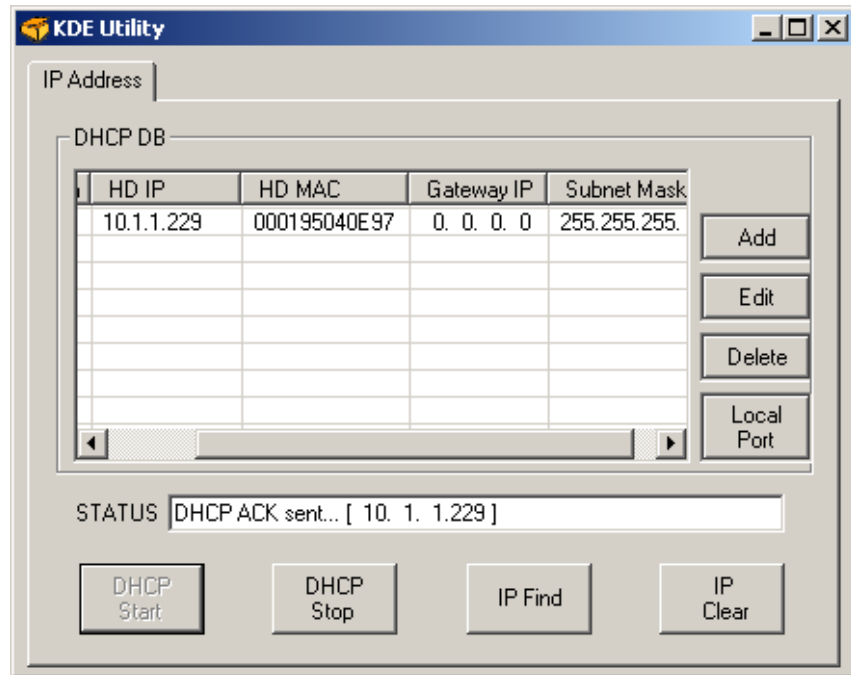 KDE Utility
IP Address
DHCP DB
HD IP HD MAC Gateway IP Subnet Mask
10.1.1.229 000195040E97 0. 0. 0. 0 255.255.255.
Add
Edit
Delete
Local
Port
STATUS DHCP ACK sent... [ 10. 1. 1.229 ]
DHCP
Start
DHCP
Stop
IP Find
IP
Clear